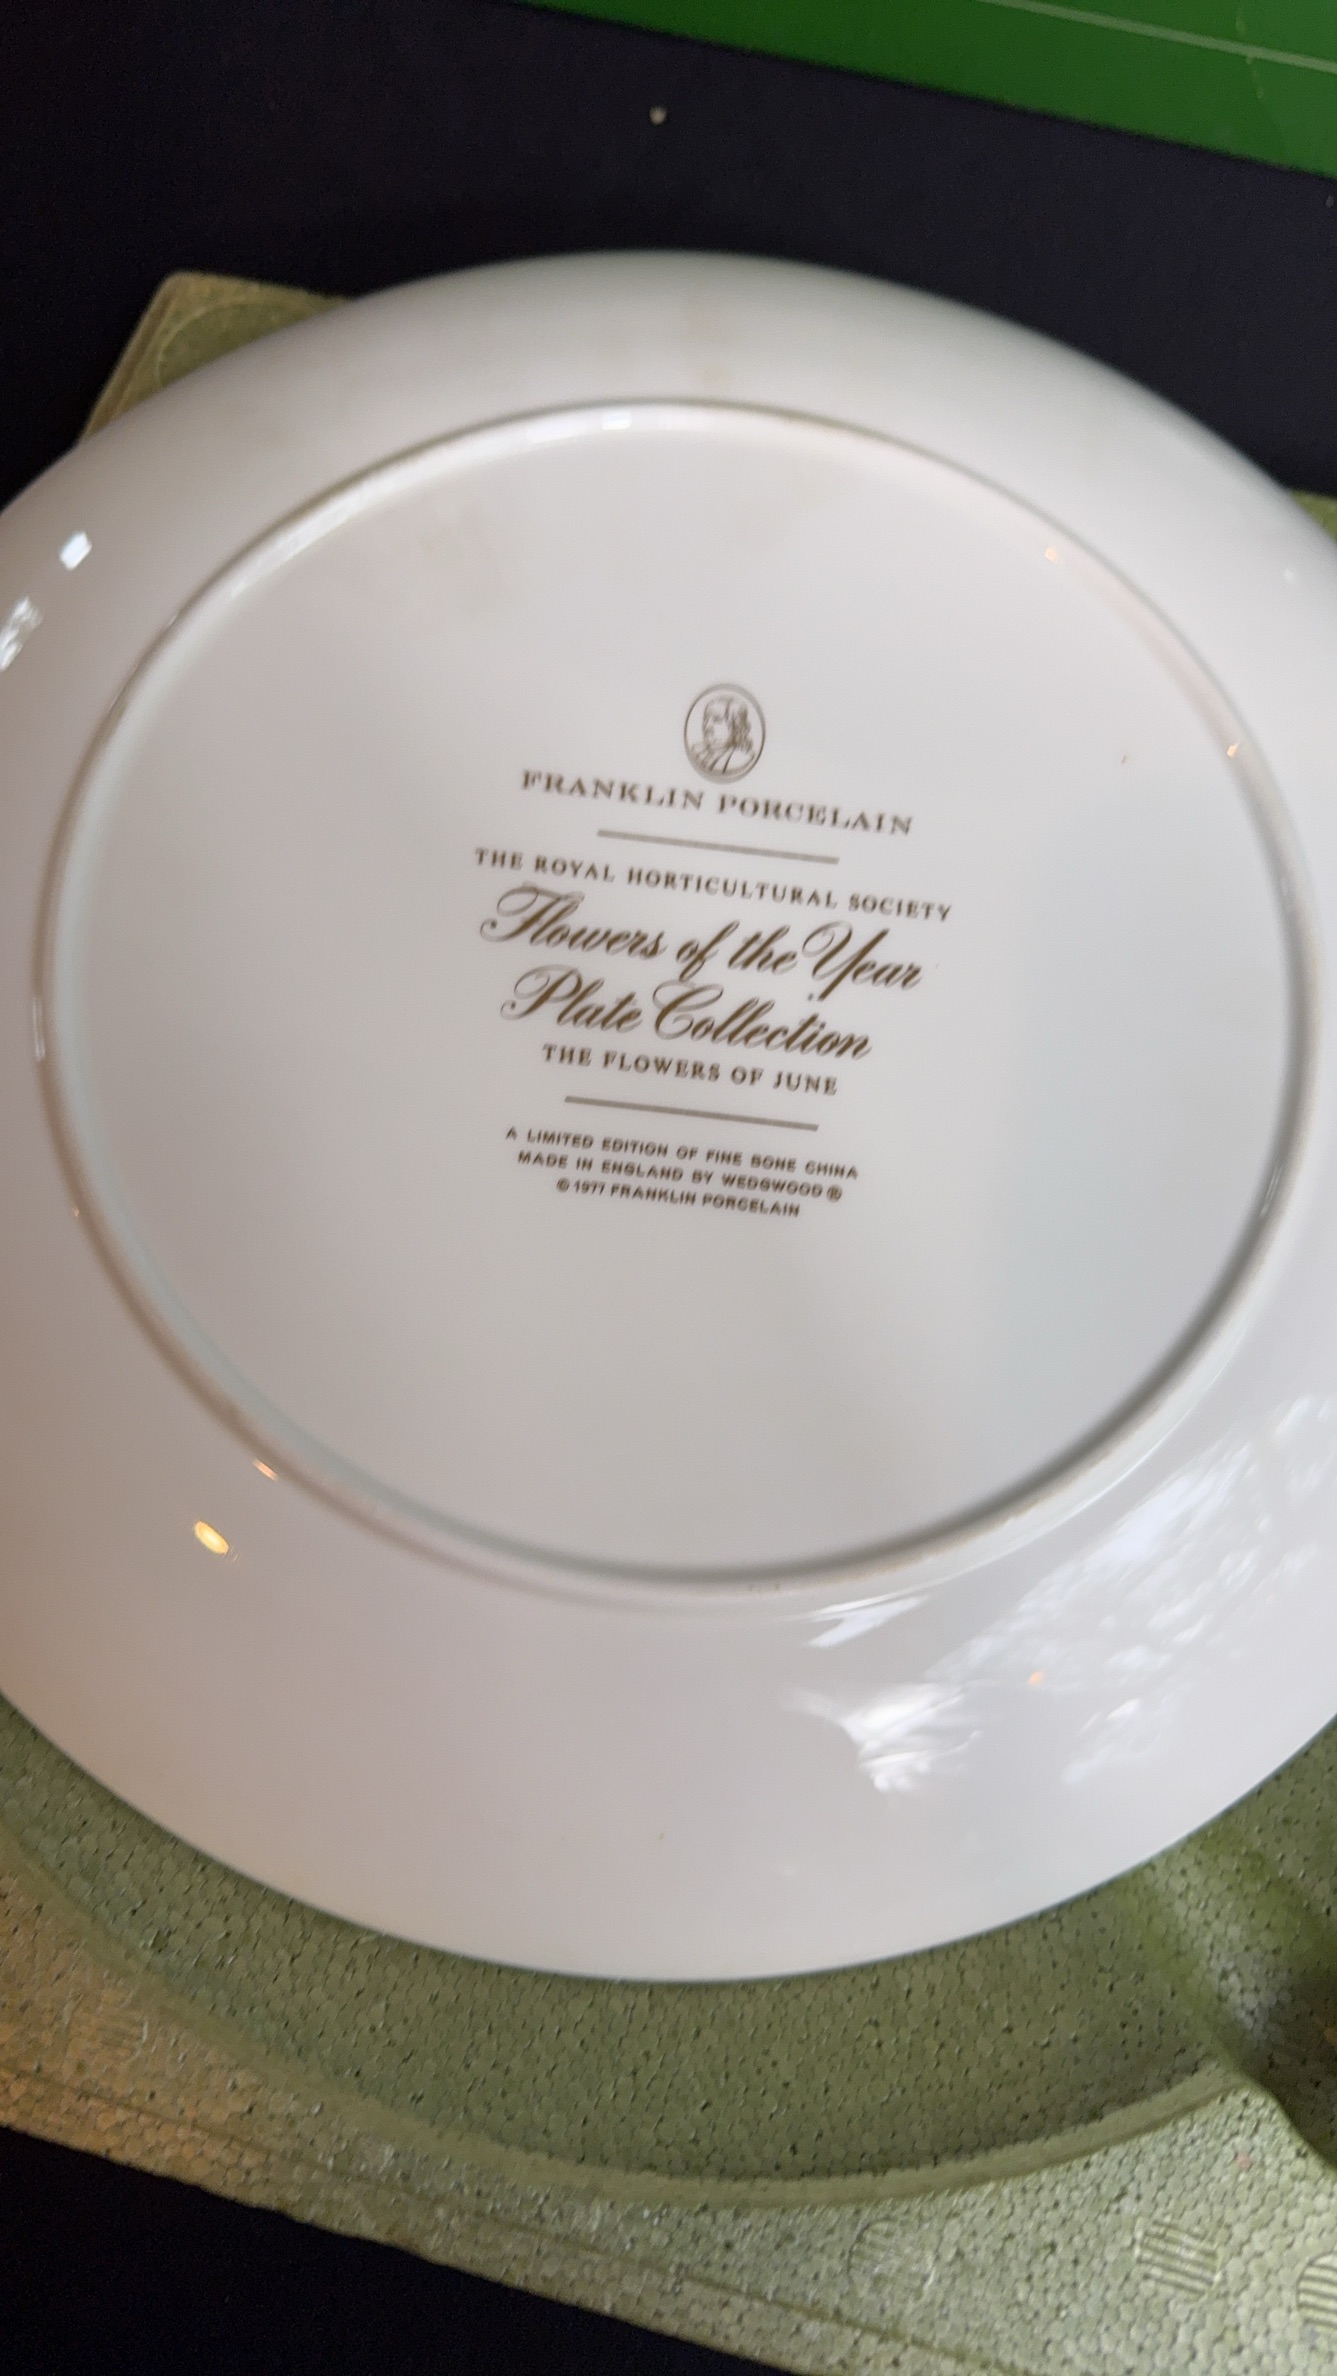 FRANKLIN PORCELAIN
THE ROYAL HORTICULTURAL SOCIETY
Flowers of the Year
Plate Collection
THE FLOWERS OF JUNE
A LIMITED EDITION OF FINE BONE CHINA
MADE IN ENGLAND BY WEDGWOOD ®
© 1977 FRANKLIN PORCELAIN